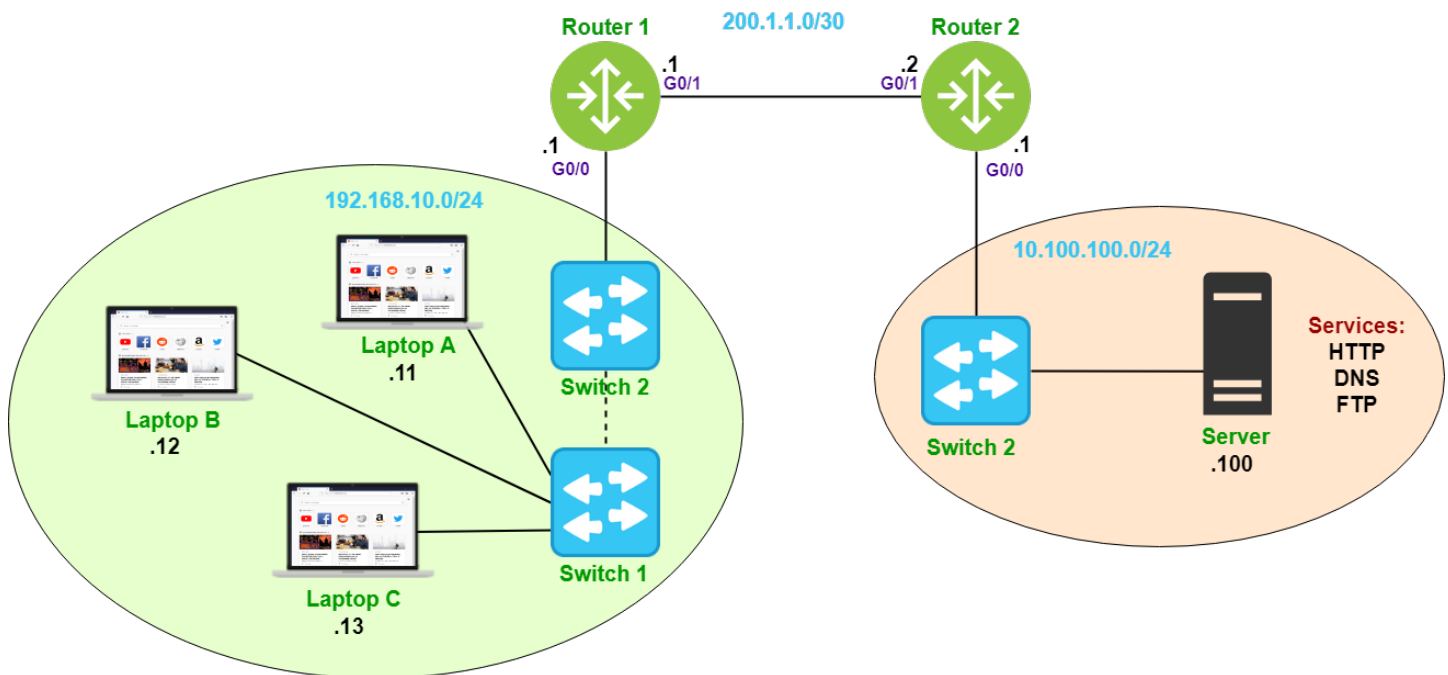 200.1.1.0/30
Router 1
Router 2
.1
G0/1
.2
G0/1
.1
G0/0
.1
G0/0
192.168.10.0/24
10.100.100.0/24
Laptop A
.11
Switch 2
Laptop B
.12
Services:
HTTP
DNS
FTP
Switch 2
Server
.100
Switch 1
Laptop C
.13